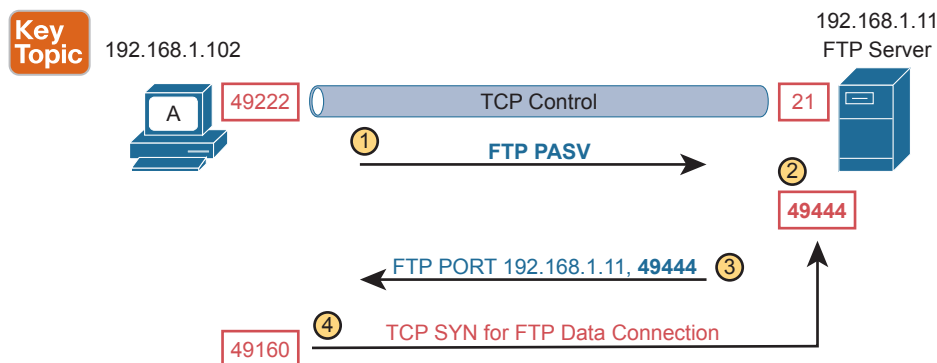 Key
Topic
192.168.1.102
192.168.1.11
FTP Server
A
49222
TCP Control
21
1
FTP PASV
2
49444
FTP PORT 192.168.1.11, 49444
3
4
TCP SYN for FTP Data Connection
49160